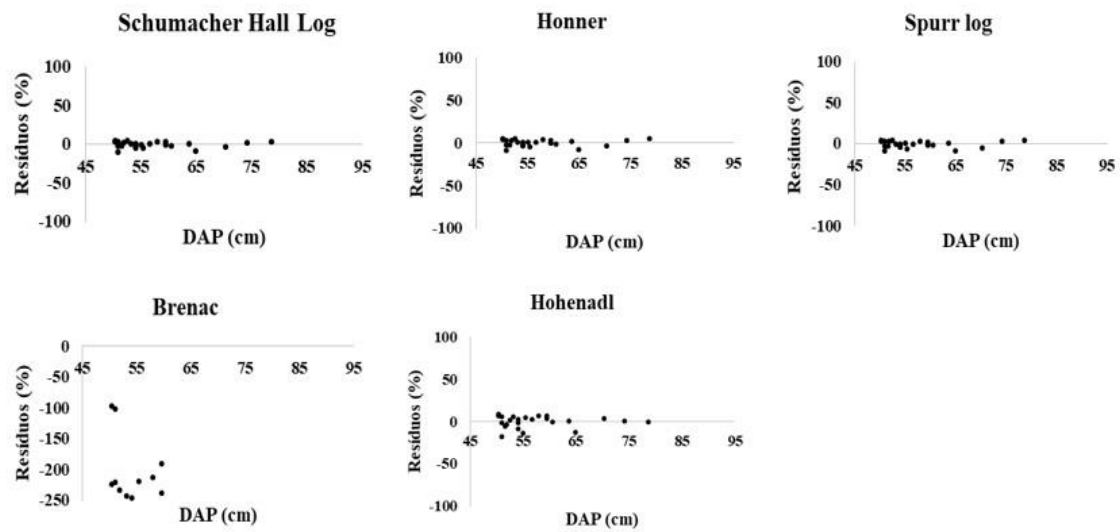 Schumacher Hall Log
Resíduos (%)
100
50
0
-50
-100
45 55 65 75 85 95
DAP (cm)
Honner
Resíduos (%)
100
50
0
-50
-100
45 55 65 75 85 95
DAP (cm)
Spurr log
Resíduos (%)
100
50
0
-50
-100
45 55 65 75 85 95
DAP (cm)
Brenac
Resíduos (%)
0
-50
-100
-150
-200
-250
45 55 65 75 85 95
DAP (cm)
Hohenadl
Resíduos (%)
100
50
0
-50
-100
45 55 65 75 85 95
DAP (cm)